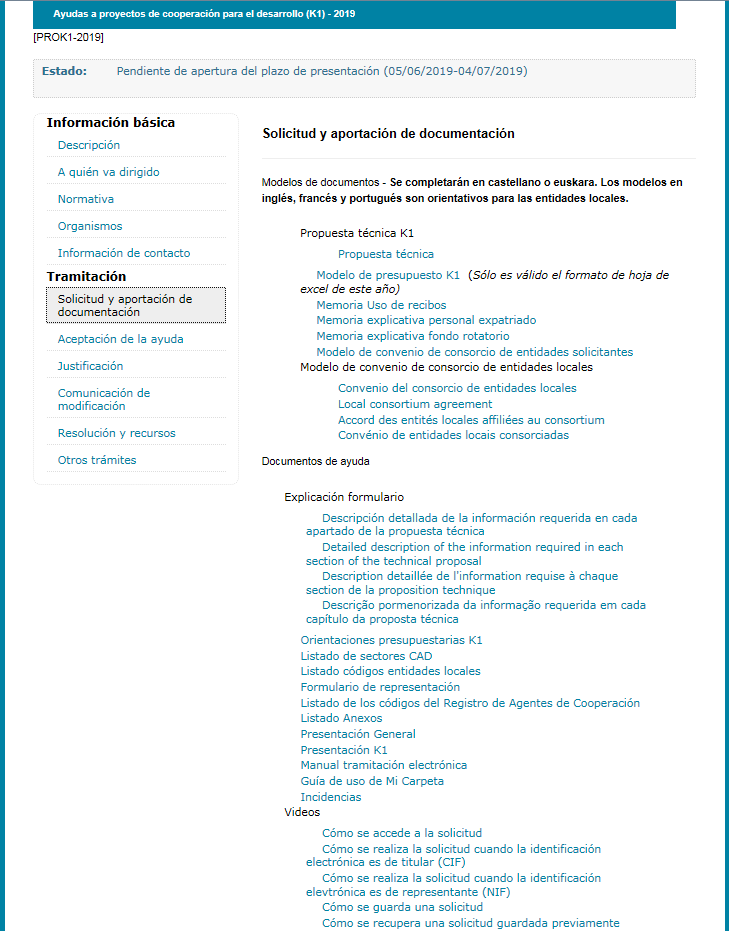 Ayudas a proyectos de cooperación para el desarrollo (K1) - 2019
[PROK1-2019]
Estado: Pendiente de apertura del plazo de presentación (05/06/2019-04/07/2019)
Información básica
Descripción
A quién va dirigido
Normativa
Organismos
Información de contacto
Tramitación
Solicitud y aportación de
documentación
Aceptación de la ayuda
Justificación
Comunicación de
modificación
Resolución y recursos
Otros trámites
Solicitud y aportación de documentación
Modelos de documentos - Se completarán en castellano o euskara. Los modelos en
inglés, francés y portugués son orientativos para las entidades locales.
Propuesta técnica K1
Propuesta técnica
Modelo de presupuesto K1 (Sólo es válido el formato de hoja de
excel de este año)
Memoria Uso de recibos
Memoria explicativa personal expatriado
Memoria explicativa fondo rotatorio
Modelo de convenio de consorcio de entidades solicitantes
Modelo de convenio de consorcio de entidades locales
Convenio del consorcio de entidades locales
Local consortium agreement
Accord des entités locales affiliées au consortium
Convénio de entidades locais consorciadas
Documentos de ayuda
Explicación formulario
Descripción detallada de la información requerida en cada
apartado de la propuesta técnica
Detailed description of the information required in each
section of the technical proposal
Description detaillée de l'information requise à chaque
section de la proposition technique
Descrição pormenorizada da informação requerida em cada
capítulo da proposta técnica
Orientaciones presupuestarias K1
Listado de sectores CAD
Listado códigos entidades locales
Formulario de representación
Listado de los códigos del Registro de Agentes de Cooperación
Listado Anexos
Presentación General
Presentación K1
Manual tramitación electrónica
Guía de uso de Mi Carpeta
Incidencias
Videos
Cómo se accede a la solicitud
Cómo se realiza la solicitud cuando la identificación
electrónica es de titular (CIF)
Cómo se realiza la solicitud cuando la identificación
elevtrónica es de representante (NIF)
Cómo se guarda una solicitud
Cómo se recupera una solicitud guardada previamente